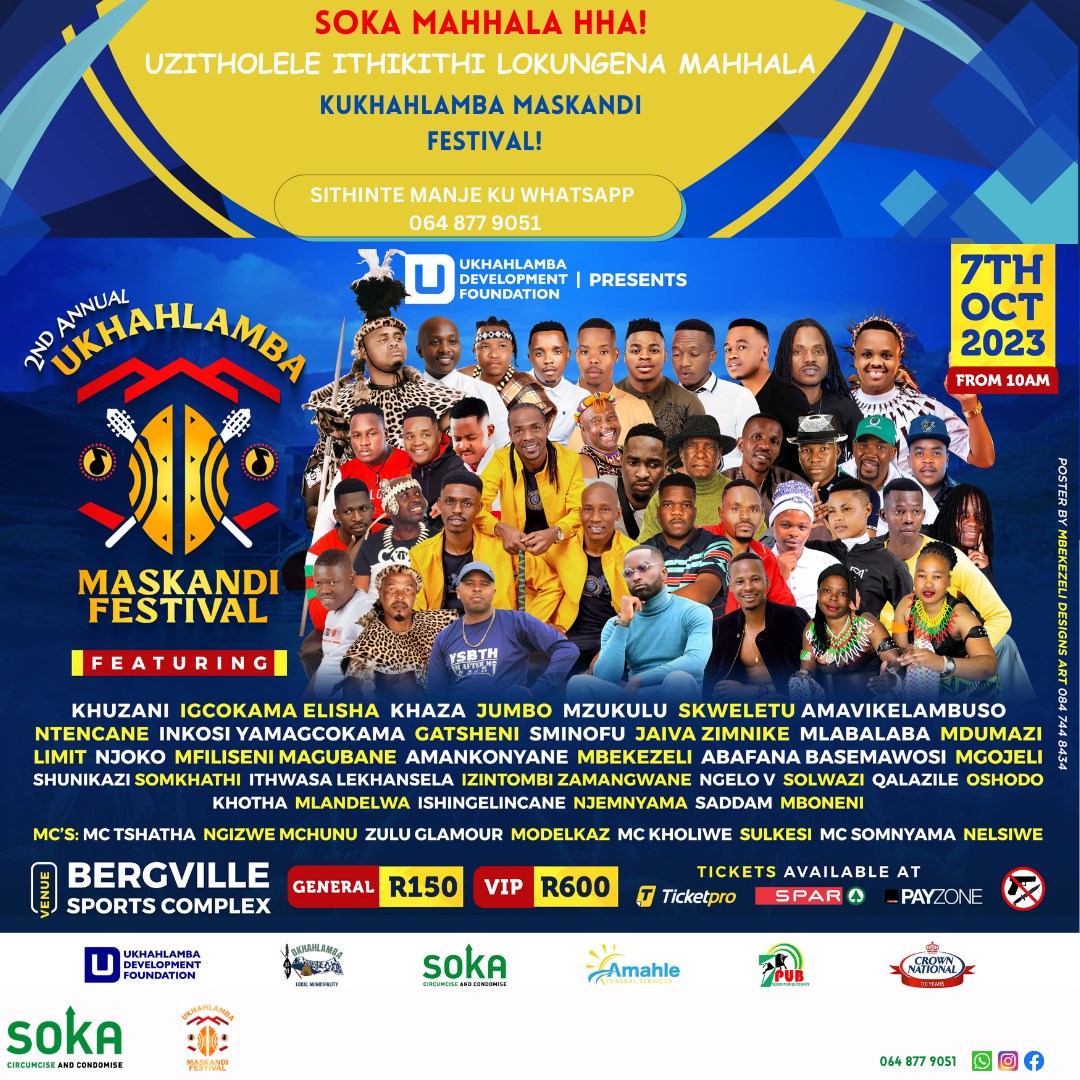 SOKA MAHHALA HHA!
UZITHOLELE ITHIKITHI LOKUNGENA MAHHALA
KUKHAHLAMBA MASKANDI
FESTIVAL!
SITHINTE MANJE KU WHATSAPP
064 877 9051
U UKHAHLAMBA
DEVELOPMENT
FOUNDATION | PRESENTS
7TH
OCT
2023
FROM 10AM
2ND ANNUAL
UKHAHLAMBA
MASKANDI
FESTIVAL
FEATURING
YSBTH
KHUZANI IGCOKAMA ELISHA KHAZA JUMBO MZUKULU SKWELETU AMAVIKELAMBUSO
NTENCANE INKOSI YAMAGCOKAMA GATSHENI SMINOFU JAIVA ZIMNIKE MLABALABA MDUMAZI
LIMIT NJOKO MFILISENI MAGUBANE AMANKONYANE MBEKEZELI ABAFANA BASEMAWOSI MGOJELI
SHUNIKAZI SOMKHATHI ITHWASA LEKHANSELA IZINTOMBI ZAMANGWANE NGELO V SOLWAZI QALAZILE OSHODO
KHOTHA MLANDELWA ISHINGELINCANE NJEMNYAMA SADDAM MBONENI
MC'S: MC TSHATHA NGIZWE MCHUNU ZULU GLAMOUR MODELKAZ MC KHOLIWE SULKESI MC SOMNYAMA NELSIWE
POSTER BY MBEKEZELI DESIGNS ART 084 744 8434
VENUE
BERGVILLE
SPORTS COMPLEX
GENERAL R150
VIP R600
TICKETS AVAILABLE AT
Ticketpro SPAR PAYZONE
U UKHAHLAMBA
DEVELOPMENT
FOUNDATION
OKHAHLAMBA
LOCAL MUNICIPALITY
SOKA
CIRCUMCISE AND CONDOMISE
Amahle
FUNERAL SERVICES
PUB
CROWN
NATIONAL
SOKA
CIRCUMCISE AND CONDOMISE
UKHAHLAMBA
MASKANDI
FESTIVAL
064 877 9051